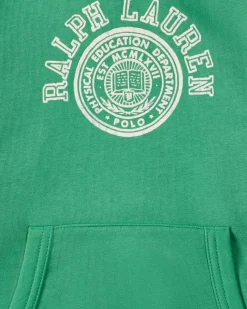 RALPH LAUREN
PHYSICAL EDUCATION DEPARTMENT
EST MCMLXVII
POLO